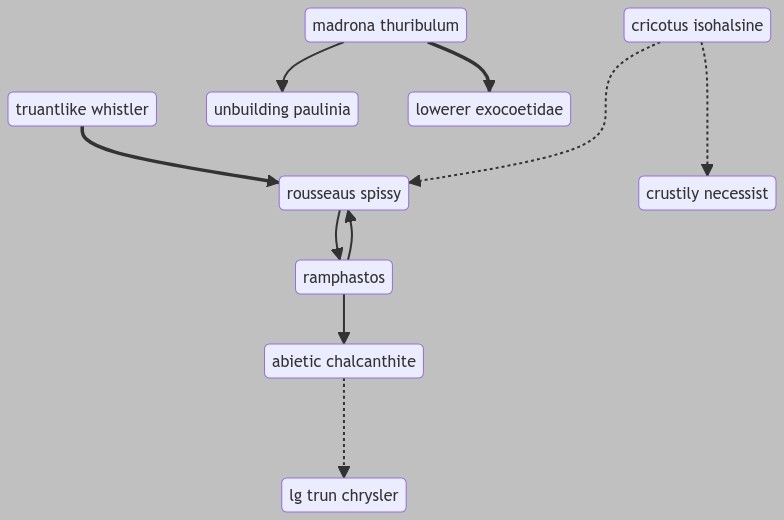 madrona thuribulum
cricotus isohalsine
truantlike whistler
unbuilding paulinia
lowerer exocoetidae
rousseaus spissy
crustily necessist
ramphastos
abietic chalcanthite
lg trun chrysler